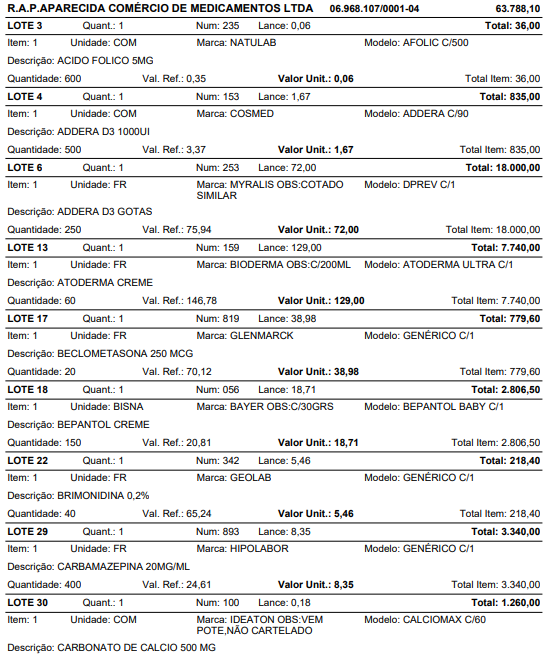 R.A.P.APARECIDA COMÉRCIO DE MEDICAMENTOS LTDA 06.968.107/0001-04 63.788,10
LOTE 3 Quant.: 1 Num: 235 Lance: 0,06 Total: 36,00
Item: 1 Unidade: COM Marca: NATULAB Modelo: AFOLIC C/500
Descrição: ACIDO FOLICO 5MG
Quantidade: 600 Val. Ref.: 0,35 Valor Unit.: 0,06 Total Item: 36,00
LOTE 4 Quant.: 1 Num: 153 Lance: 1,67 Total: 835,00
Item: 1 Unidade: COM Marca: COSMED Modelo: ADDERA C/90
Descrição: ADDERA D3 1000UI
Quantidade: 500 Val. Ref.: 3,37 Valor Unit.: 1,67 Total Item: 835,00
LOTE 6 Quant.: 1 Num: 253 Lance: 72,00 Total: 18.000,00
Item: 1 Unidade: FR Marca: MYRALIS OBS:COTADO Modelo: DPREV C/1
SIMILAR
Descrição: ADDERA D3 GOTAS
Quantidade: 250 Val. Ref.: 75,94 Valor Unit.: 72,00 Total Item: 18.000,00
LOTE 13 Quant.: 1 Num: 159 Lance: 129,00 Total: 7.740,00
Item: 1 Unidade: FR Marca: BIODERMA OBS:C/200ML Modelo: ATODERMA ULTRA C/1
Descrição: ATODERMA CREME
Quantidade: 60 Val. Ref.: 146,78 Valor Unit.: 129,00 Total Item: 7.740,00
LOTE 17 Quant.: 1 Num: 819 Lance: 38,98 Total: 779,60
Item: 1 Unidade: FR Marca: GLENMARCK Modelo: GENÉRICO C/1
Descrição: BECLOMETASONA 250 MCG
Quantidade: 20 Val. Ref.: 70,12 Valor Unit.: 38,98 Total Item: 779,60
LOTE 18 Quant.: 1 Num: 056 Lance: 18,71 Total: 2.806,50
Item: 1 Unidade: BISNA Marca: BAYER OBS:C/30GRS Modelo: BEPANTOL BABY C/1
Descrição: BEPANTOL CREME
Quantidade: 150 Val. Ref.: 20,81 Valor Unit.: 18,71 Total Item: 2.806,50
LOTE 22 Quant.: 1 Num: 342 Lance: 5,46 Total: 218,40
Item: 1 Unidade: FR Marca: GEOLAB Modelo: GENÉRICO C/1
Descrição: BRIMONIDINA 0,2%
Quantidade: 40 Val. Ref.: 65,24 Valor Unit.: 5,46 Total Item: 218,40
LOTE 29 Quant.: 1 Num: 893 Lance: 8,35 Total: 3.340,00
Item: 1 Unidade: FR Marca: HIPOLABOR Modelo: GENÉRICO C/1
Descrição: CARBAMAZEPINA 20MG/ML
Quantidade: 400 Val. Ref.: 24,61 Valor Unit.: 8,35 Total Item: 3.340,00
LOTE 30 Quant.: 1 Num: 100 Lance: 0,18 Total: 1.260,00
Item: 1 Unidade: COM Marca: IDEATON OBS:VEM Modelo: CALCIOMAX C/60
POTE,NÃO CARTELADO
Descrição: CARBONATO DE CALCIO 500 MG